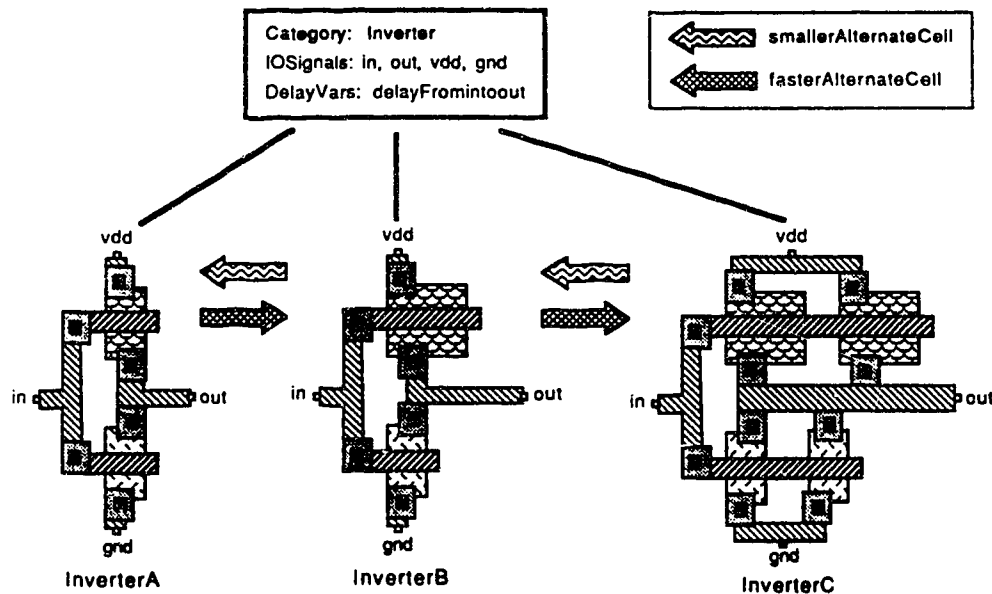 Category: Inverter
IOSignals: in, out, vdd, gnd
DelayVars: delayFromintoout
smallerAlternateCell
fasterAlternateCell
vdd
vdd
vdd
in
out
in
out
in
out
gnd
gnd
gnd
InverterA
InverterB
InverterC